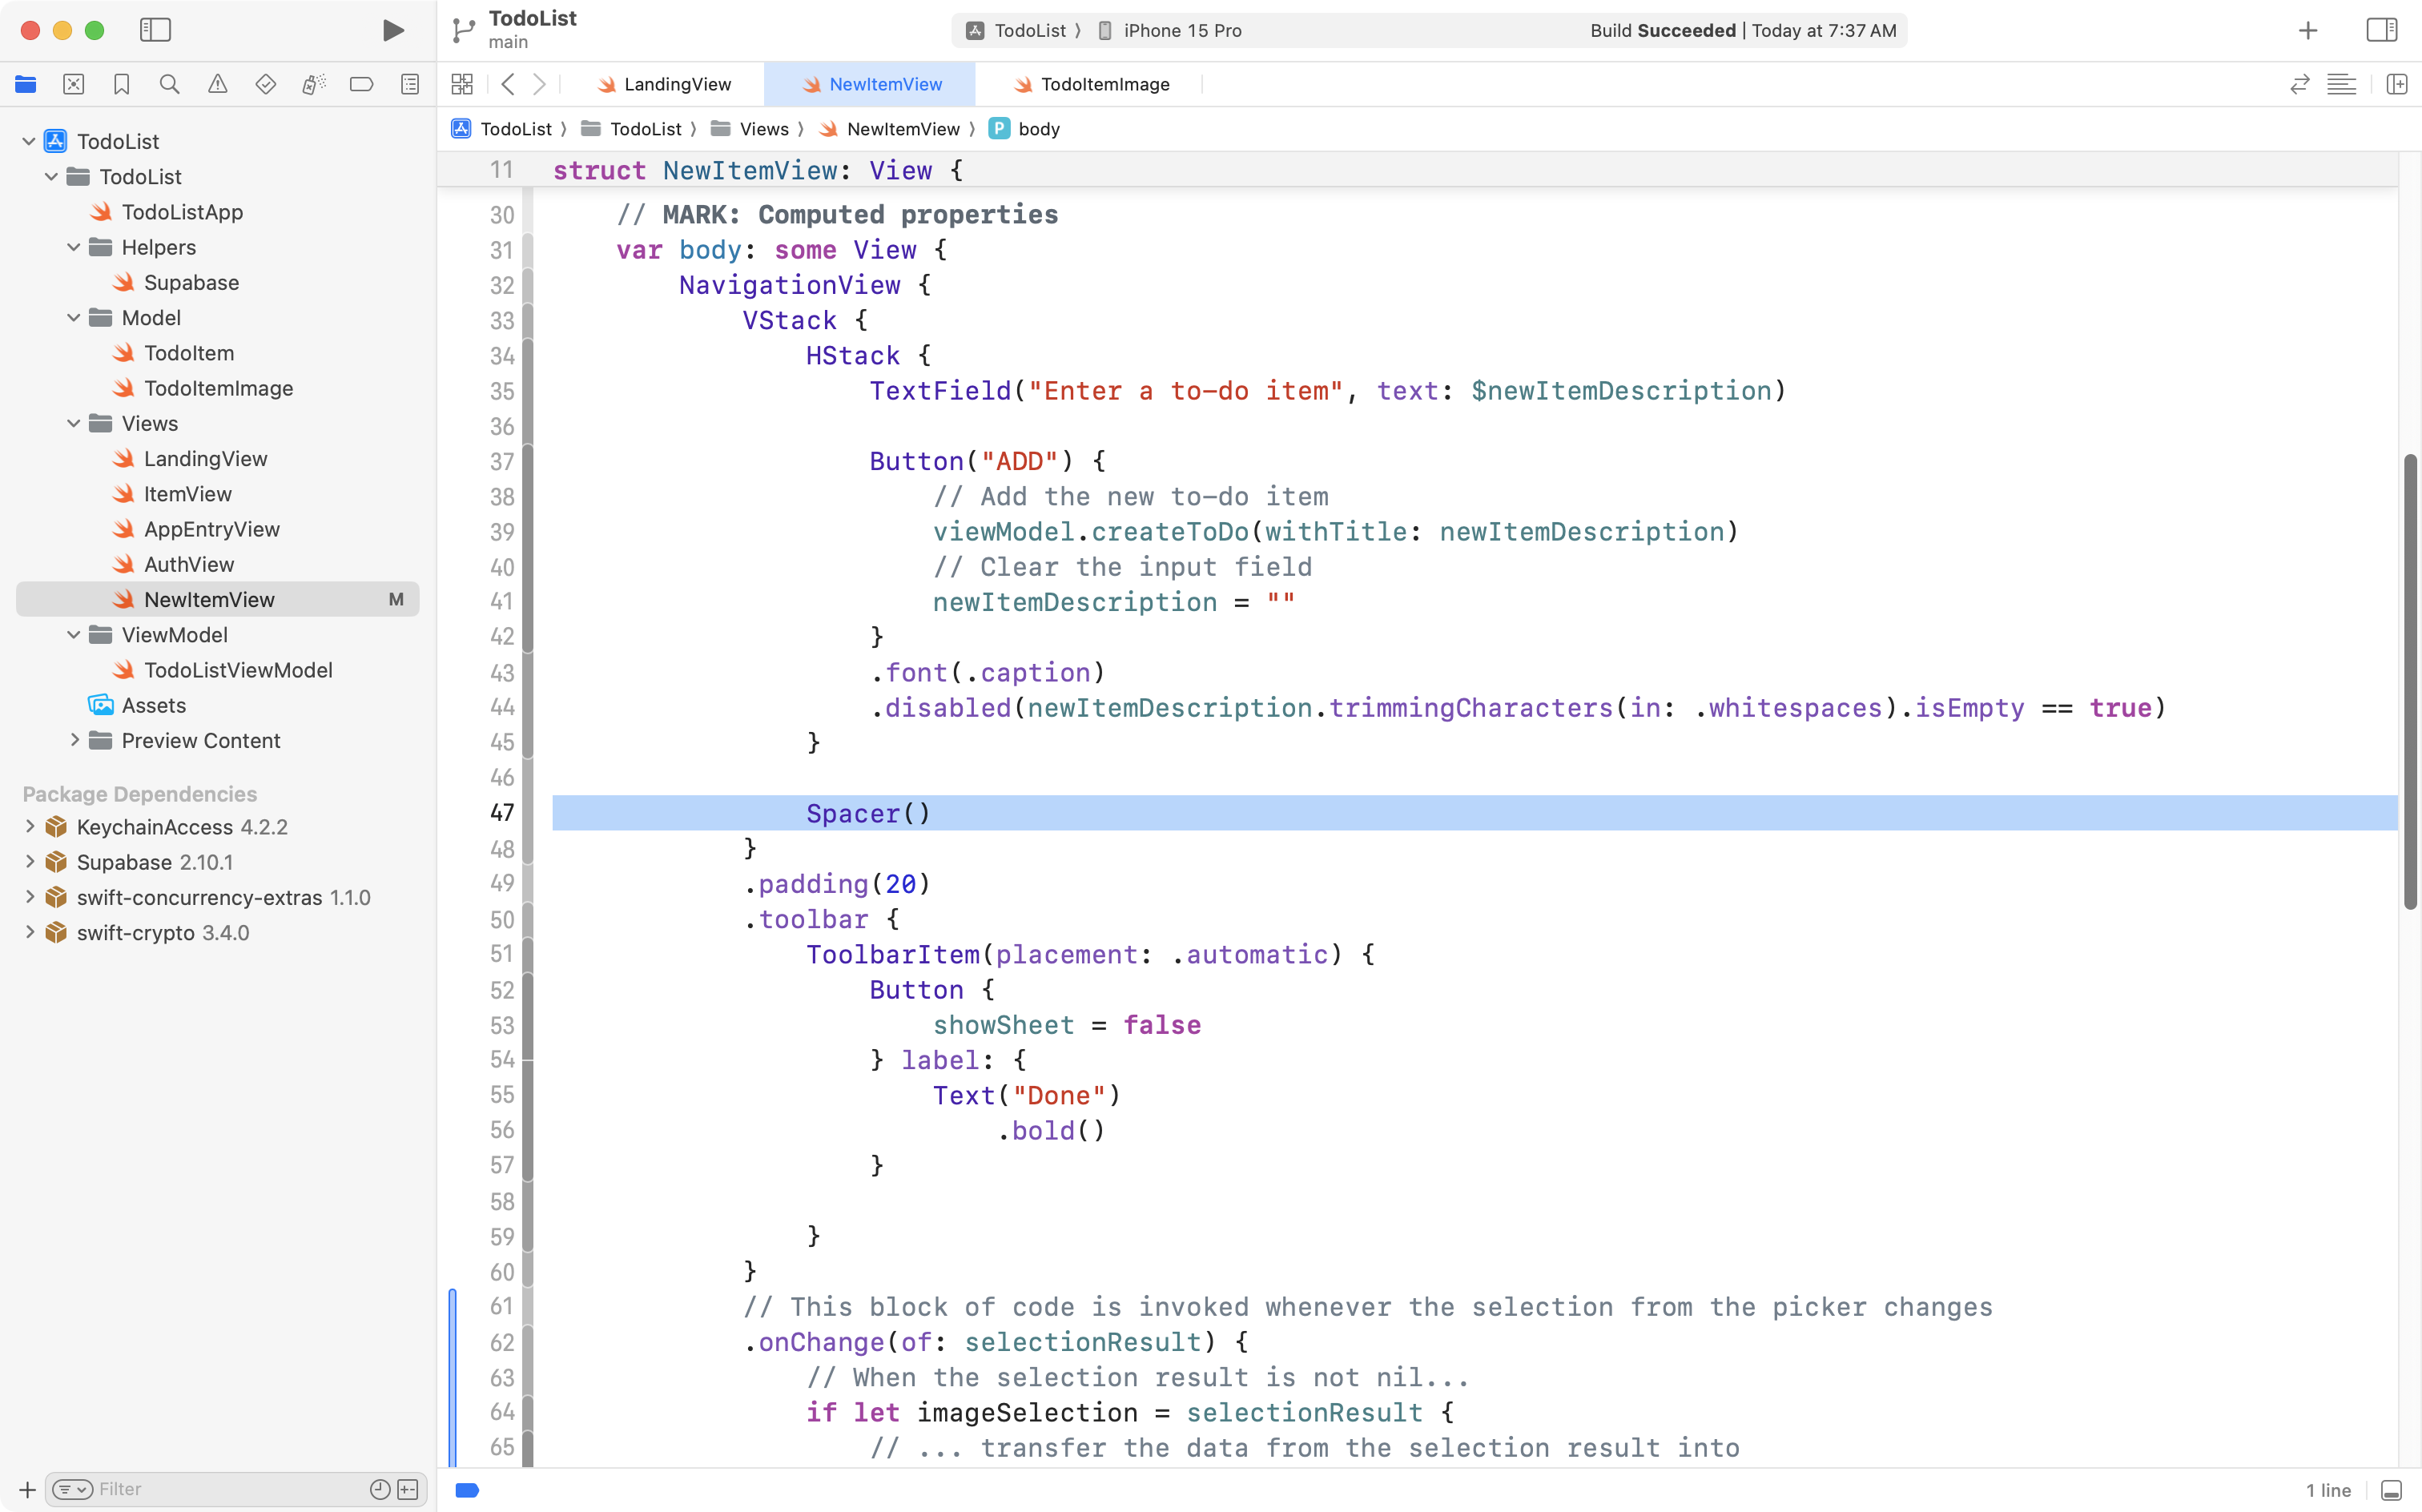 TodoList
main
TodoList ⟩ iPhone 15 Pro
Build Succeeded | Today at 7:37 AM
LandingView
NewItemView
TodoItemImage
TodoList ⟩ TodoList ⟩ Views ⟩ NewItemView ⟩ P body
TodoList
TodoList
TodoListApp
Helpers
Supabase
Model
TodoItem
TodoItemImage
Views
LandingView
ItemView
AppEntryView
AuthView
NewItemView M
ViewModel
TodoListViewModel
Assets
Preview Content
Package Dependencies
KeychainAccess 4.2.2
Supabase 2.10.1
swift-concurrency-extras 1.1.0
swift-crypto 3.4.0
Filter
11 struct NewItemView: View {
30 // MARK: Computed properties
31 var body: some View {
32 NavigationView {
33 VStack {
34 HStack {
35 TextField("Enter a to-do item", text: $newItemDescription)
36
37 Button("ADD") {
38 // Add the new to-do item
39 viewModel.createToDo(withTitle: newItemDescription)
40 // Clear the input field
41 newItemDescription = ""
42 }
43 .font(.caption)
44 .disabled(newItemDescription.trimmingCharacters(in: .whitespaces).isEmpty == true)
45 }
46
47 Spacer()
48 }
49 .padding(20)
50 .toolbar {
51 ToolbarItem(placement: .automatic) {
52 Button {
53 showSheet = false
54 } label: {
55 Text("Done")
56 .bold()
57 }
58
59 }
60 }
61 // This block of code is invoked whenever the selection from the picker changes
62 .onChange(of: selectionResult) {
63 // When the selection result is not nil...
64 if let imageSelection = selectionResult {
65 // ... transfer the data from the selection result into
1 line